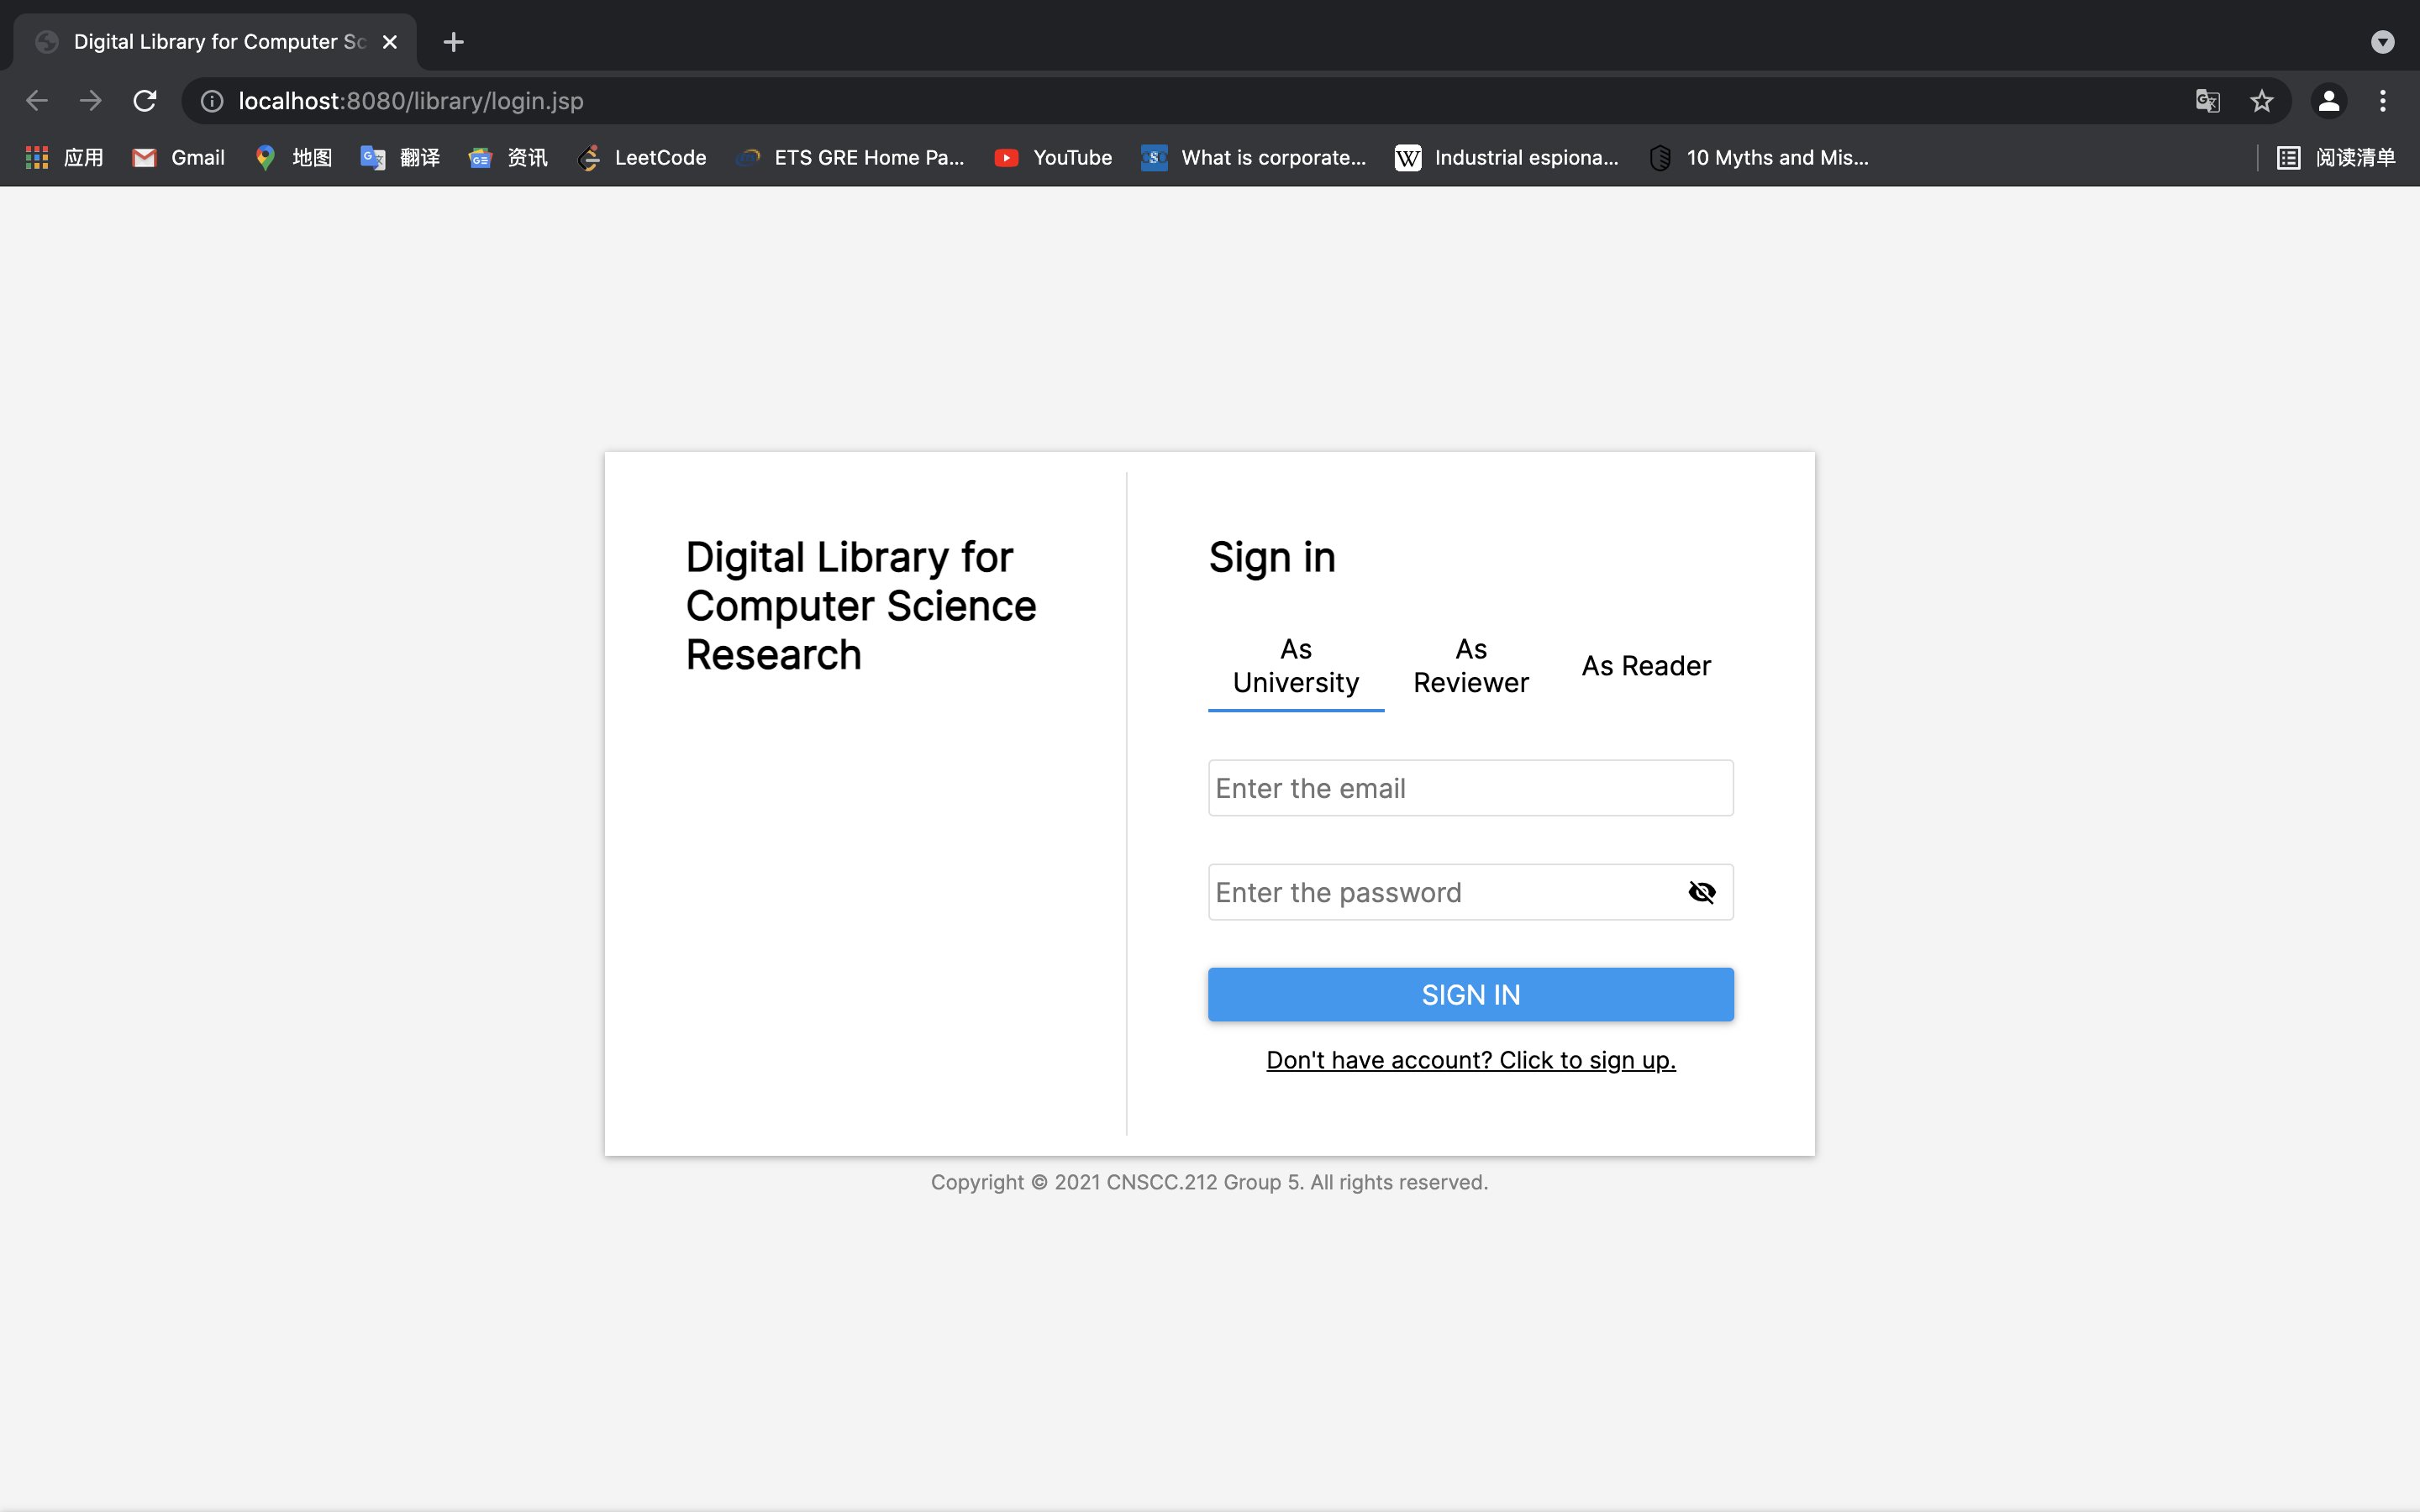 Digital Library for Computer Sc
localhost:8080/library/login.jsp
应用 Gmail 地图 翻译 资讯 LeetCode ETS GRE Home Pa... YouTube What is corporate... Industrial espiona... 10 Myths and Mis... 阅读清单
Digital Library for
Computer Science
Research
Sign in
As
University
As
Reviewer
As Reader
Enter the email
Enter the password
SIGN IN
Don't have account? Click to sign up.
Copyright © 2021 CNSCC.212 Group 5. All rights reserved.